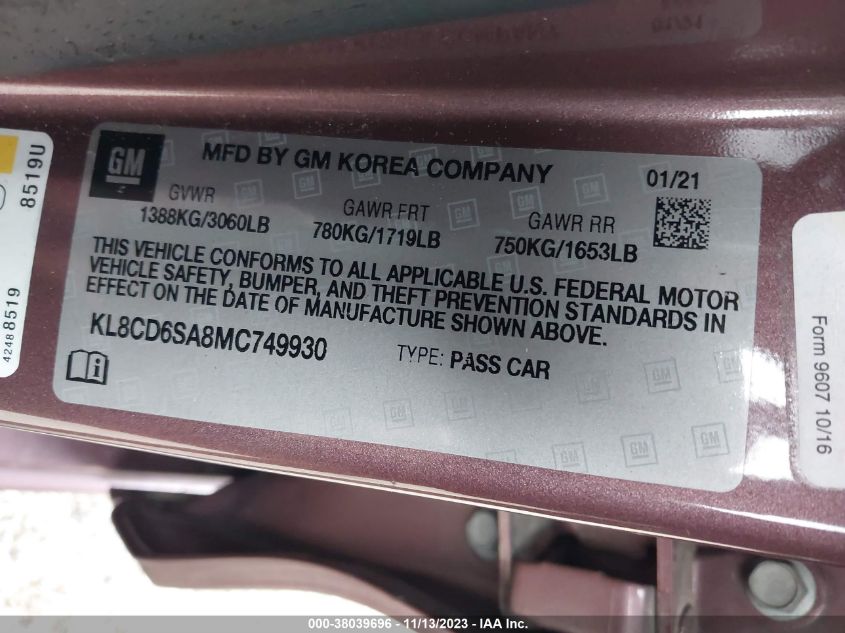 01/21
GM
MFD BY GM KOREA COMPANY
01/21
GVWR
1388KG/3060LB
GAWR FRT
780KG/1719LB
GAWR RR
750KG/1653LB
THIS VEHICLE CONFORMS TO ALL APPLICABLE U.S. FEDERAL MOTOR
VEHICLE SAFETY, BUMPER, AND THEFT PREVENTION STANDARDS IN
EFFECT ON THE DATE OF MANUFACTURE SHOWN ABOVE.
KL8CD6SA8MC749930
TYPE: PASS CAR
8519U
42488519
Form 9607 10/16
000-38039696 - 11/13/2023 - IAA Inc.